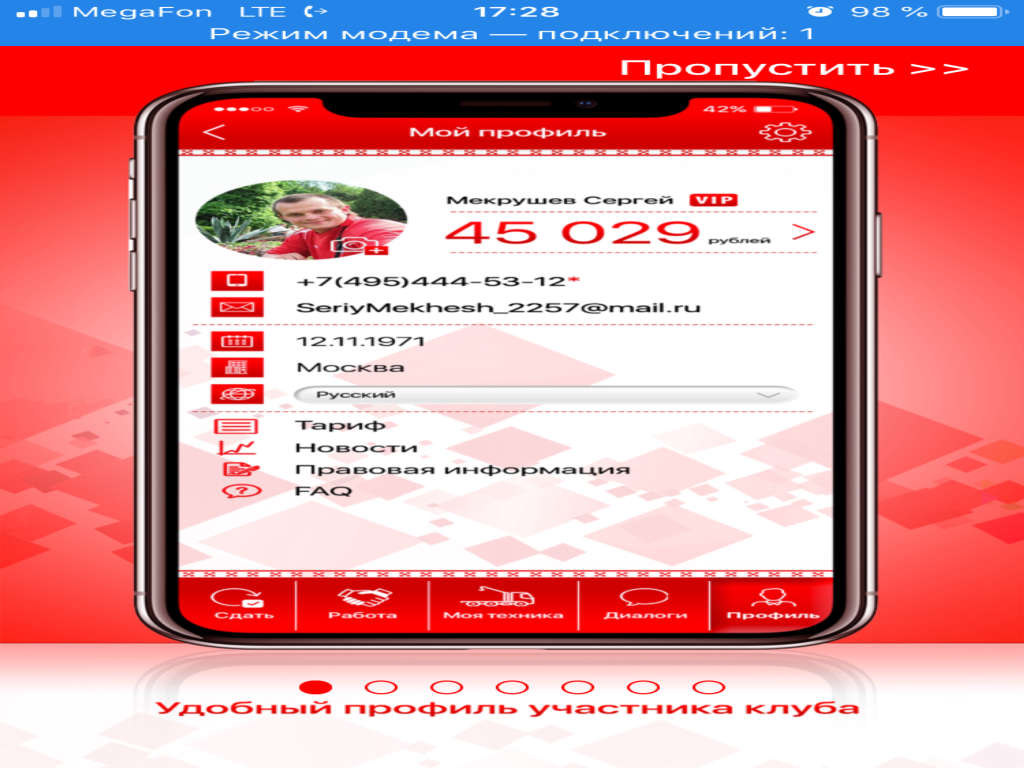 MegaFon LTE 17:28 98 %
Режим модема — подключений: 1
Пропустить >>
42%
< Мой профиль
Мекрушев Сергей VIP
45 029 рублей >
+7(495)444-53-12*
SeriyMekhesh_2257@mail.ru
12.11.1971
Москва
Русский
Тариф
Новости
Правовая информация
FAQ
Сдать Работа Моя техника Диалоги Профиль
Удобный профиль участника клуба